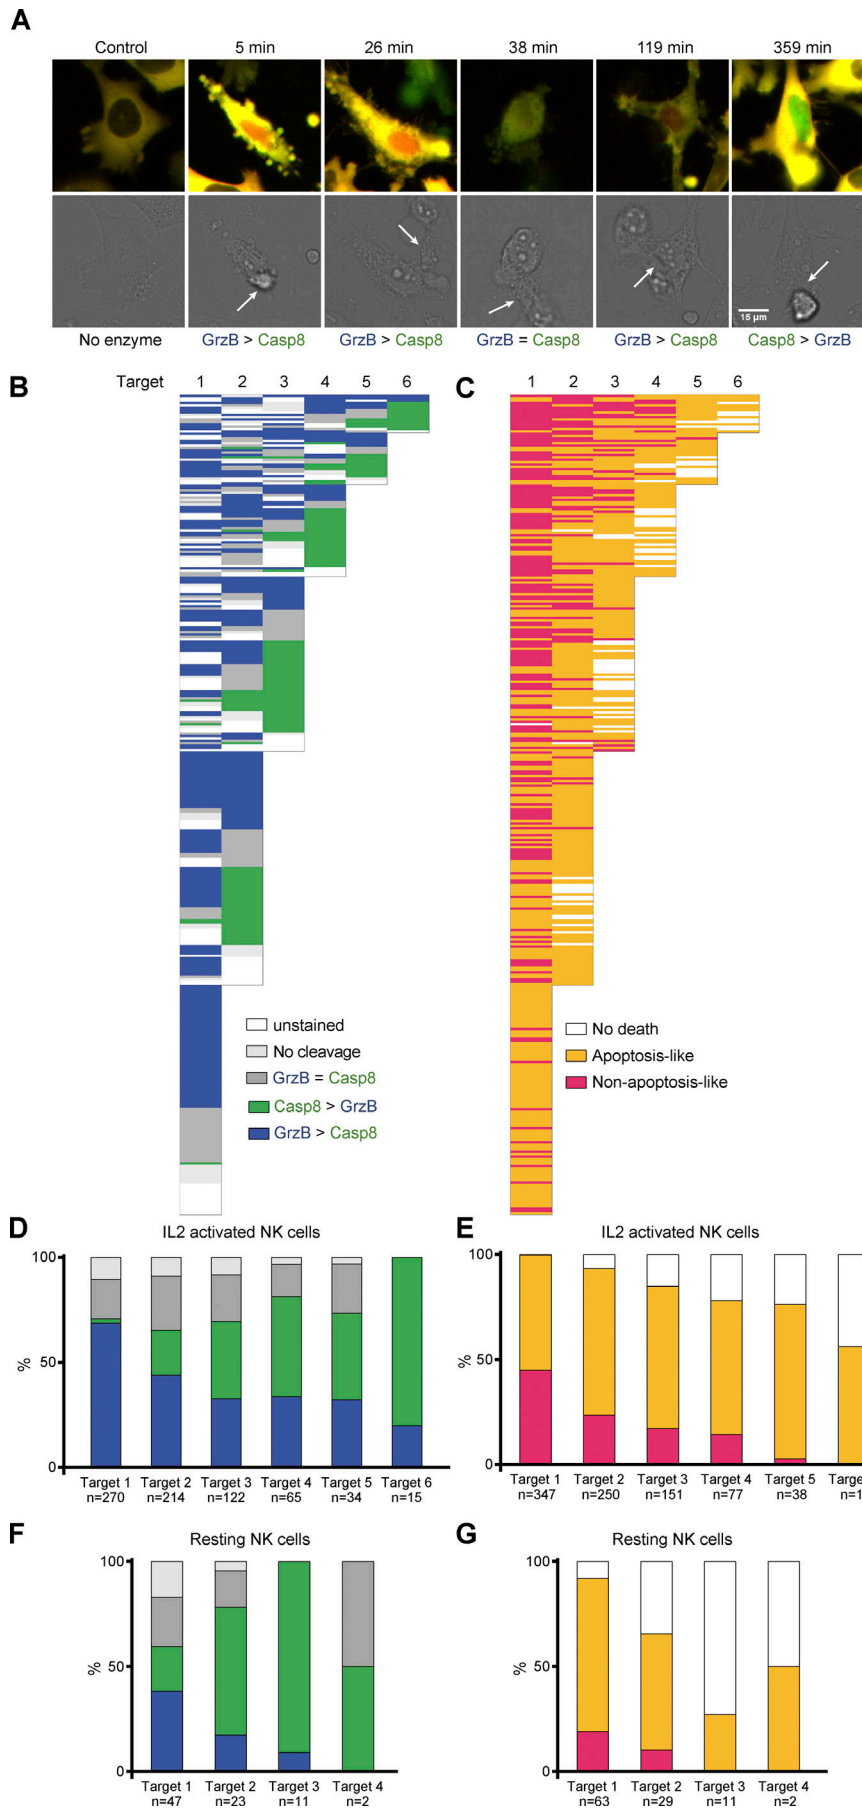 A
Control 5 min 26 min 38 min 119 min 359 min
15 µm
No enzyme GrzB > Casp8 GrzB > Casp8 GrzB = Casp8 GrzB > Casp8 Casp8 > GrzB
B
Target 1 2 3 4 5 6
C
1 2 3 4 5 6
unstained
No cleavage
GrzB = Casp8
Casp8 > GrzB
GrzB > Casp8
No death
Apoptosis-like
Non-apoptosis-like
D
IL2 activated NK cells
100
50
0
%
Target 1 Target 2 Target 3 Target 4 Target 5 Target 6
n=270 n=214 n=122 n=65 n=34 n=15
E
IL2 activated NK cells
100
50
0
%
Target 1 Target 2 Target 3 Target 4 Target 5 Target
n=347 n=250 n=151 n=77 n=38 n=1
F
Resting NK cells
100
50
0
%
Target 1 Target 2 Target 3 Target 4
n=47 n=23 n=11 n=2
G
Resting NK cells
100
50
0
%
Target 1 Target 2 Target 3 Target 4
n=63 n=29 n=11 n=2